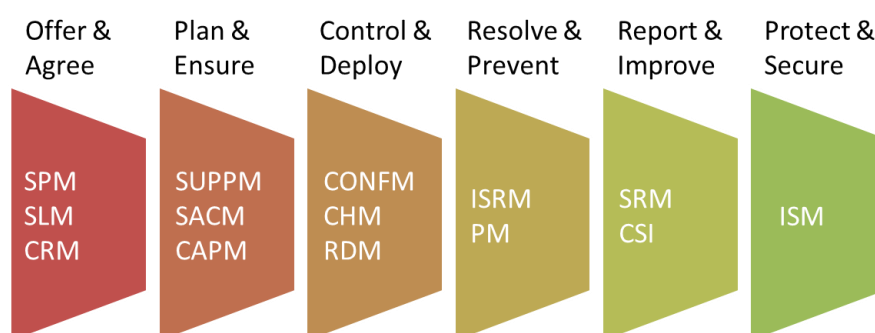 Offer &
Agree
Plan &
Ensure
Control &
Deploy
Resolve &
Prevent
Report &
Improve
Protect &
Secure
SPM
SLM
CRM
SUPPM
SACM
CAPM
CONFM
CHM
RDM
ISRM
PM
SRM
CSI
ISM